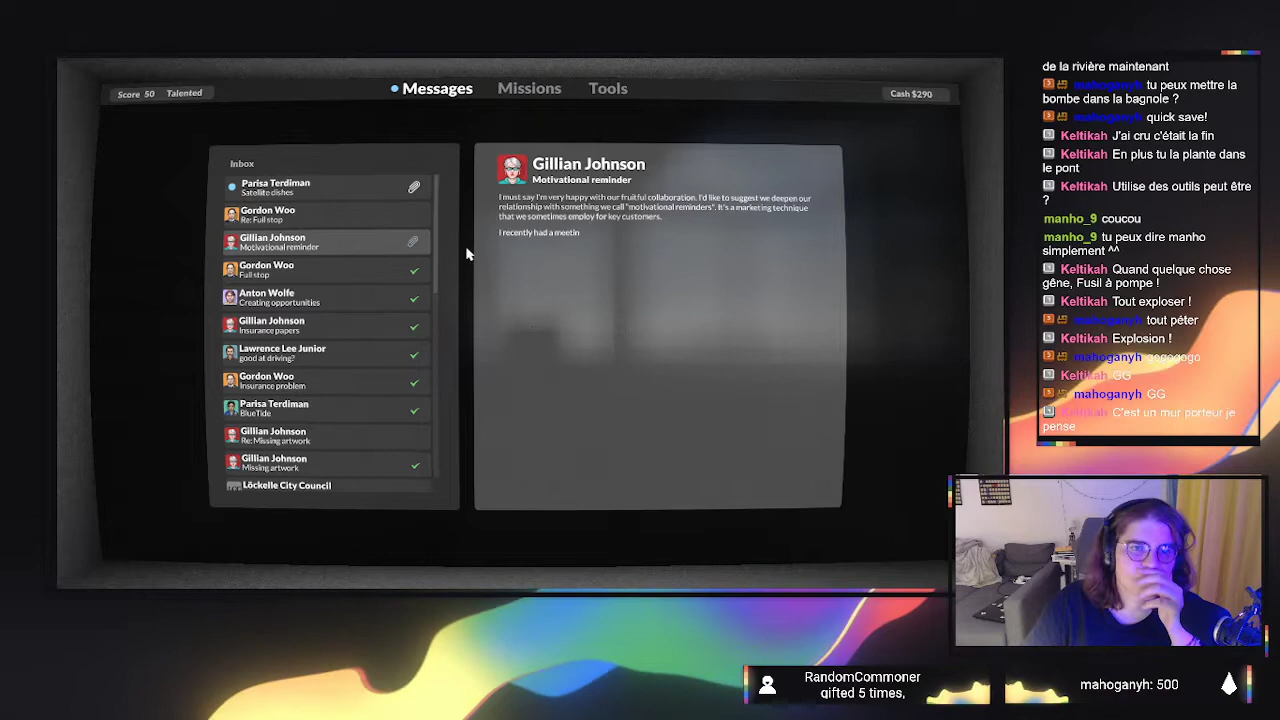 Score 50 Talented
Messages
Missions
Tools
Cash $290
Inbox
Parisa Terdiman
Satellite dishes
Gordon Woo
Re: Full stop
Gillian Johnson
Motivational reminder
Gordon Woo
Full stop
Anton Wolfe
Creating opportunities
Gillian Johnson
Insurance papers
Lawrence Lee Junior
good at driving?
Gordon Woo
Insurance problem
Parisa Terdiman
BlueTide
Gillian Johnson
Re: Missing artwork
Gillian Johnson
Missing artwork
Löckelle City Council
Gillian Johnson
Motivational reminder
I must say I'm very happy with our fruitful collaboration. I'd like to suggest we deepen our
relationship with something we call "motivational reminders". It's a marketing technique
that we sometimes employ for key customers.
I recently had a meetin
de la rivière maintenant
mahoganyh tu peux mettre la
bombe dans la bagnole ?
mahoganyh quick save!
Keltikah J'ai cru c'était la fin
Keltikah En plus tu la plante dans
le pont
Keltikah Utilise des outils peut être
?
manho_9 coucou
manho_9 tu peux dire manho
simplement ^^
Keltikah Quand quelque chose
gêne, Fusil à pompe !
Keltikah Tout exploser !
mahoganyh tout péter
Keltikah Explosion !
mahoganyh gogogogo
Keltikah GG
mahoganyh GG
Keltikah C'est un mur porteur je
pense
RandomCommoner
gifted 5 times,
mahoganyh: 500